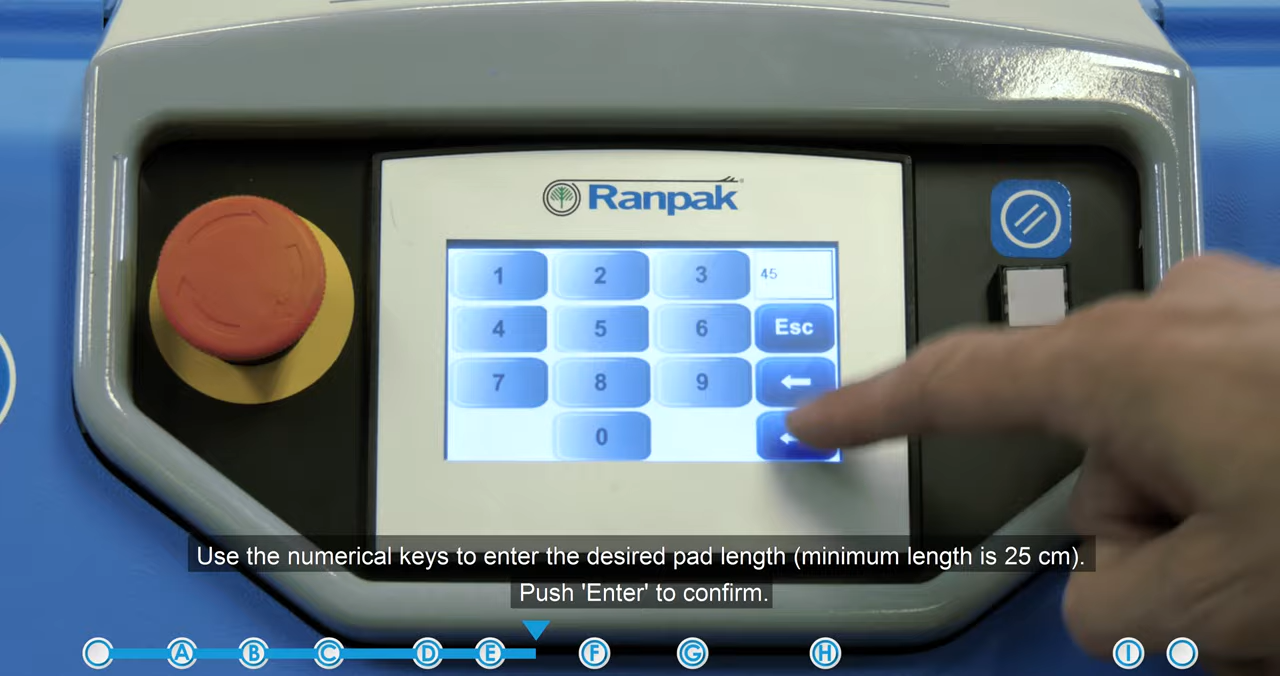 Ranpak
1 2 3 45
4 5 6 Esc
7 8 9
0
Use the numerical keys to enter the desired pad length (minimum length is 25 cm).
Push 'Enter' to confirm.
A B C D E F G H I